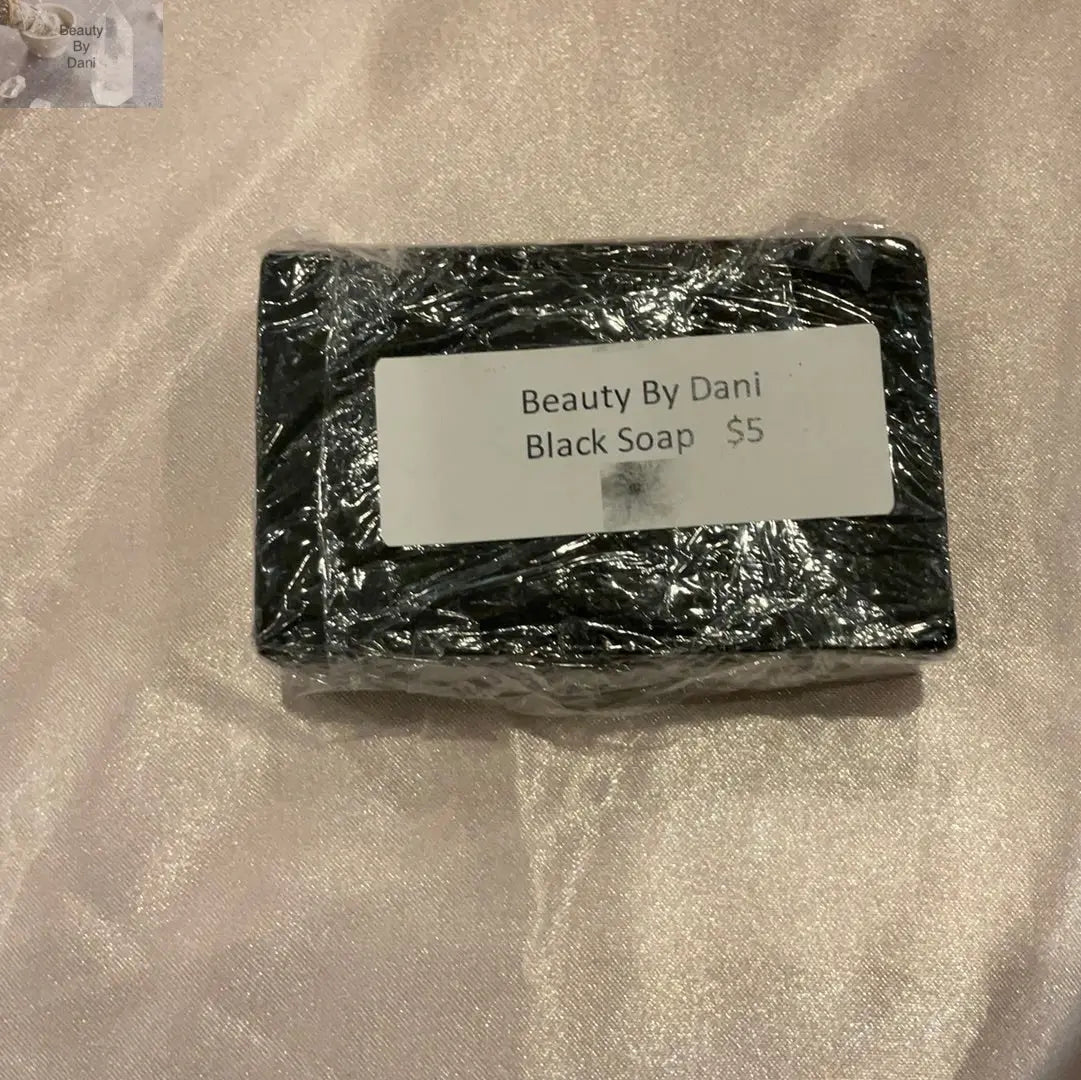 Beauty
By
Dani
Beauty By Dani
Black Soap $5